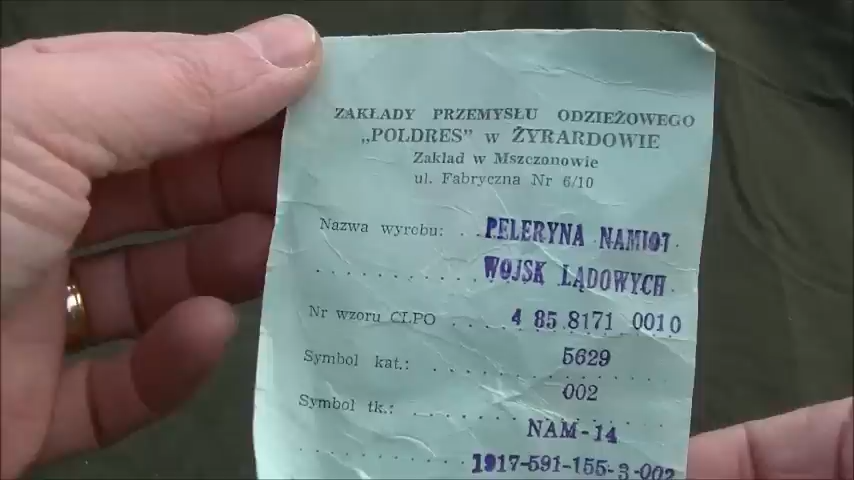 ZAKŁADY PRZEMYSŁU ODZIEŻOWEGO
„POLDRES” w ŻYRARDOWIE
Zakład w Mszczonowie
ul. Fabryczna Nr 6/10
Nazwa wyrobu: PELERYNA NAMIOT
WOJSK LĄDOWYCH
Nr wzoru CLPO 4 85.8171 0010
Symbol kat.: 5629
002
Symbol tk.:
NAM-14
1917-591-155-3-002